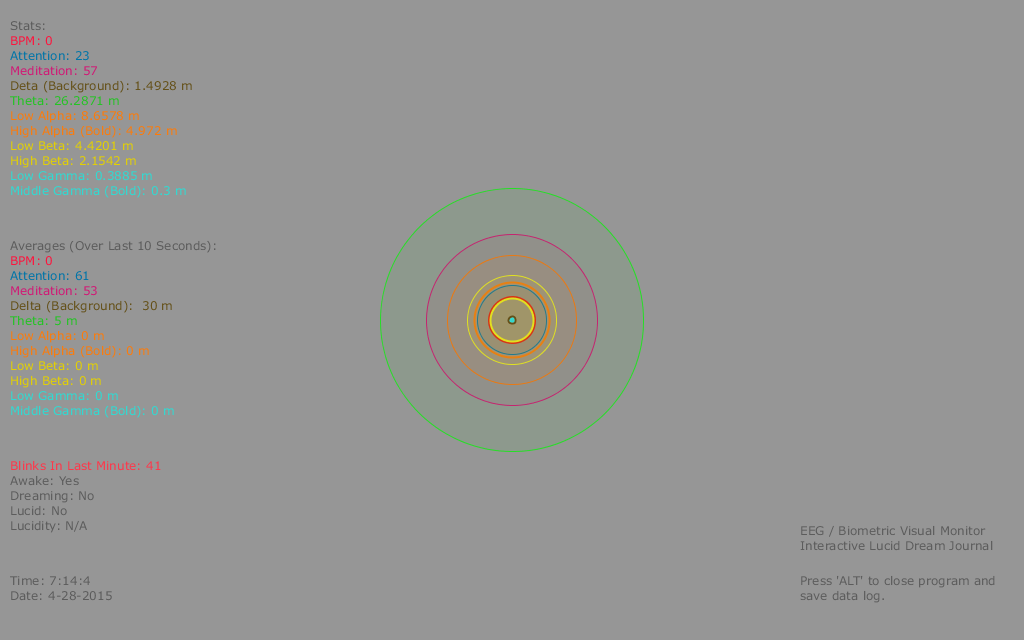 Stats:
BPM: 0
Attention: 23
Meditation: 57
Deta (Background): 1.4928 m
Theta: 26.2871 m
Low Alpha: m
High Alpha (Bold): 4.972 m
Low Beta: 4.4201 m
High Beta: 2.1542 m
Low Gamma: 0.3885 m
Middle Gamma (Bold): 0.3 m
Averages (Over Last 10 Seconds):
BPM: 0
Attention: 61
Meditation: 53
Delta (Background): 30 m
Theta: 5 m
Low Alpha: 0 m
High Alpha (Bold): 0 m
Low Beta: 0 m
High Beta: 0 m
Low Gamma: 0 m
Middle Gamma (Bold): 0 m
Blinks In Last Minute: 41
Awake: Yes
Dreaming: No
Lucid: No
Lucidity: N/A
Time: 7:14:4
Date: 4-28-2015
EEG / Biometric Visual Monitor
Interactive Lucid Dream Journal
Press 'ALT' to close program and
save data log.